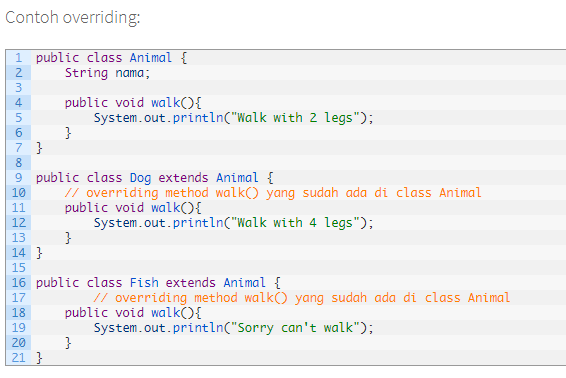 Contoh overriding:
1 public class Animal {
2 String nama;
3
4 public void walk(){
5 System.out.println("Walk with 2 legs");
6 }
7 }
8
9 public class Dog extends Animal {
10 // overriding method walk() yang sudah ada di class Animal
11 public void walk(){
12 System.out.println("Walk with 4 legs");
13 }
14 }
15
16 public class Fish extends Animal {
17 // overriding method walk() yang sudah ada di class Animal
18 public void walk(){
19 System.out.println("Sorry can't walk");
20 }
21 }